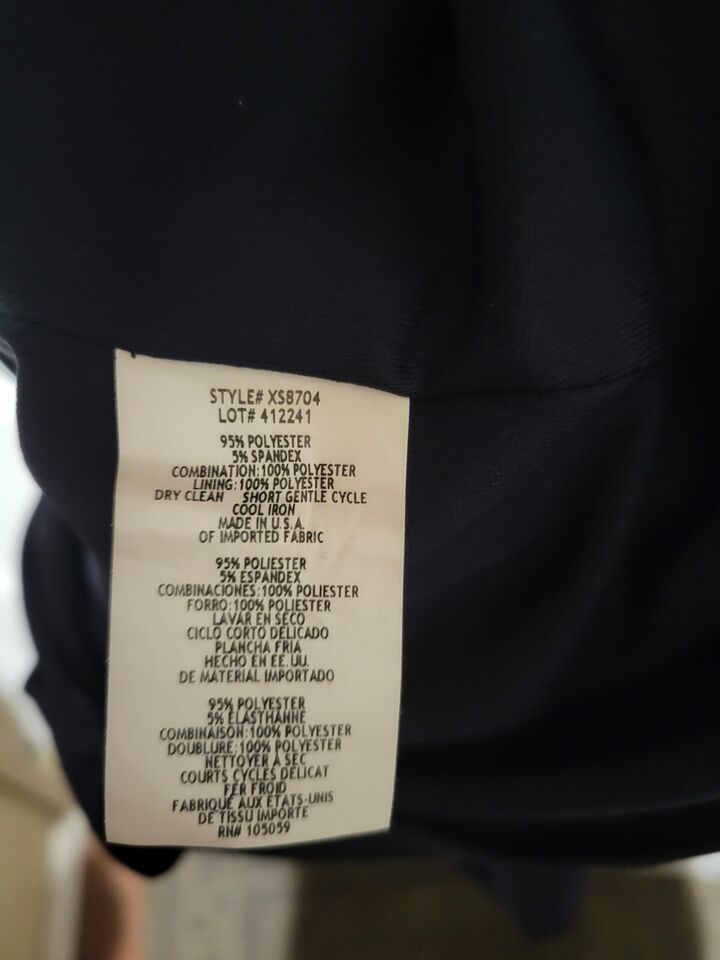 STYLE# XS8704
LOT# 412241
95% POLYESTER
5% SPANDEX
COMBINATION:100% POLYESTER
LINING:100% POLYESTER
DRY CLEAN SHORT GENTLE CYCLE
COOL IRON
MADE IN U.S.A.
OF IMPORTED FABRIC
95% POLIESTER
5% ESPANDEX
COMBINACIONES:100% POLIESTER
FORRO:100% POLIESTER
LAVAR EN SECO
CICLO CORTO DELICADO
PLANCHA FRIA
HECHO EN EE.UU.
DE MATERIAL IMPORTADO
95% POLYESTER
5% ELASTHANNE
COMBINAISON:100% POLYESTER
DOUBLURE:100% POLYESTER
NETTOYER À SEC
COURTS CYCLES DELICAT
FER FROID
FABRIQUÉ AUX ETATS-UNIS
DE TISSU IMPORTE
RN# 105059